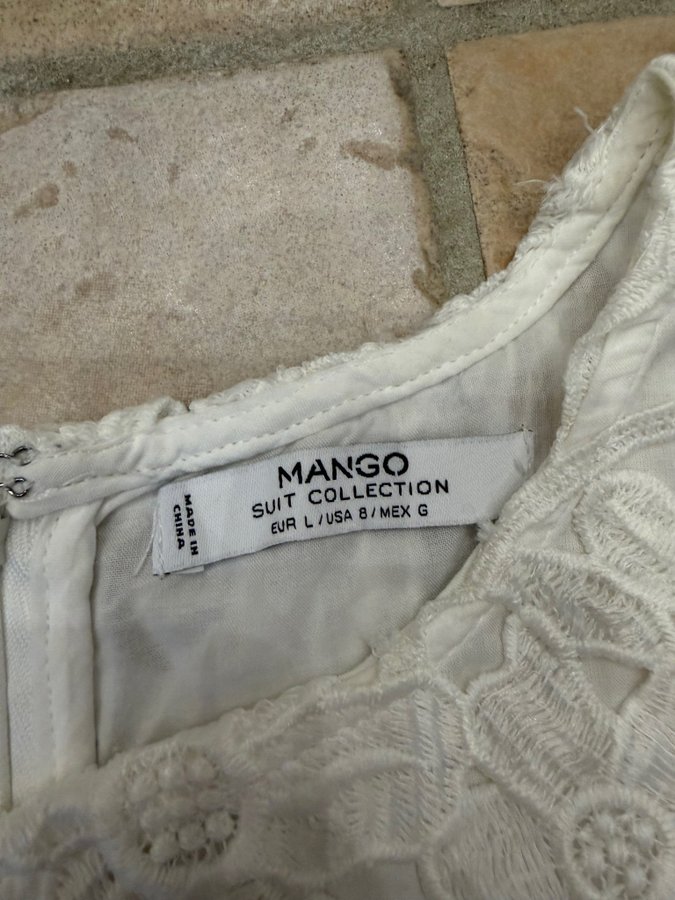 MANGO
SUIT COLLECTION
EUR L / USA 8 / MEX G
MADE IN
CHINA